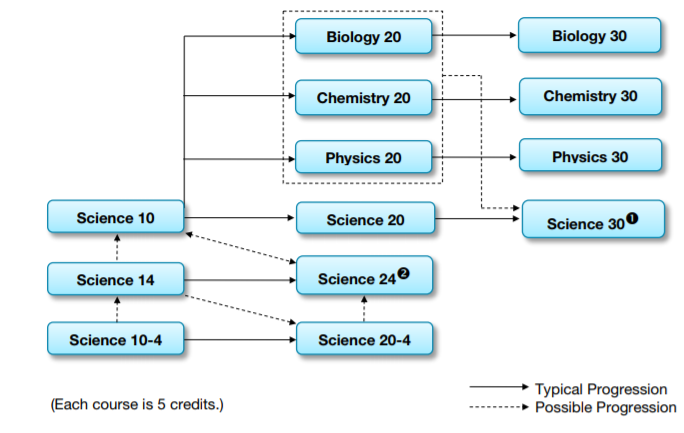 Biology 20
Biology 30
Chemistry 20
Chemistry 30
Physics 20
Physics 30
Science 10
Science 20
Science 30❶
Science 14
Science 24❷
Science 10-4
Science 20-4
(Each course is 5 credits.)
Typical Progression
Possible Progression